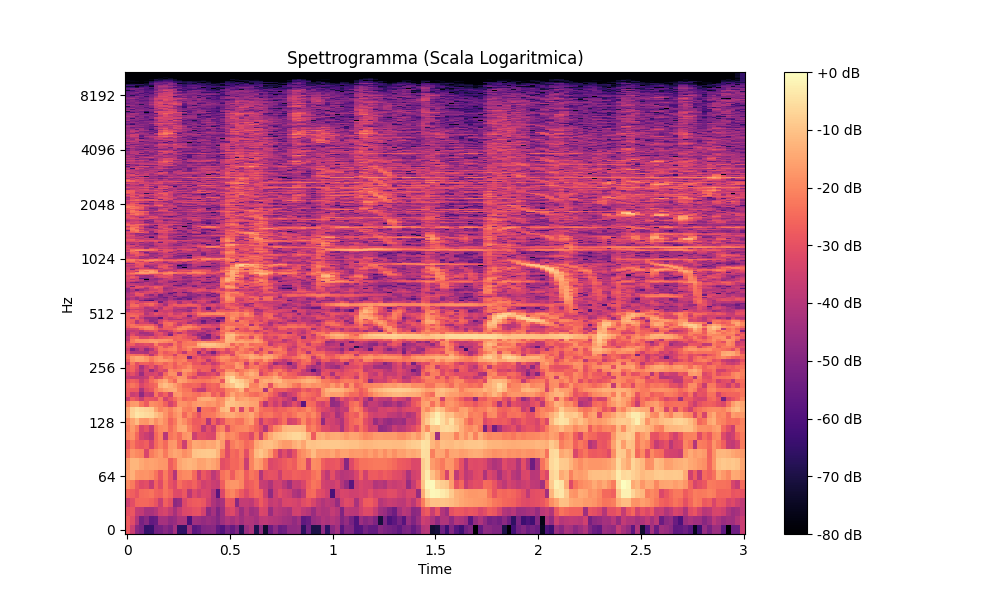 Spettrogramma (Scala Logaritmica)
Hz
8192
4096
2048
1024
512
256
128
64
0
0 0.5 1 1.5 2 2.5 3
Time
+0 dB
-10 dB
-20 dB
-30 dB
-40 dB
-50 dB
-60 dB
-70 dB
-80 dB